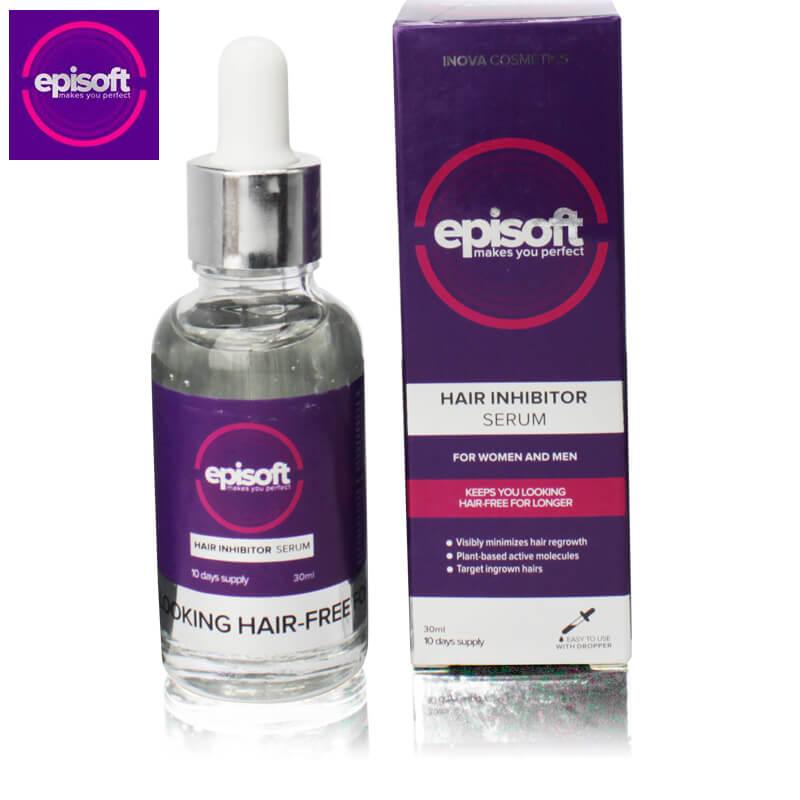 episoft
makes you perfect
INOVA COSMETICS
episoft
makes you perfect
HAIR INHIBITOR
SERUM
FOR WOMEN AND MEN
KEEPS YOU LOOKING
HAIR-FREE FOR LONGER
• Visibly minimizes hair regrowth
• Plant-based active molecules
• Target ingrown hairs
30ml
10 days supply
EASY TO USE
WITH DROPPER
episoft
makes you perfect
HAIR INHIBITOR SERUM
10 days supply 30ml
LOOKING HAIR-FREE